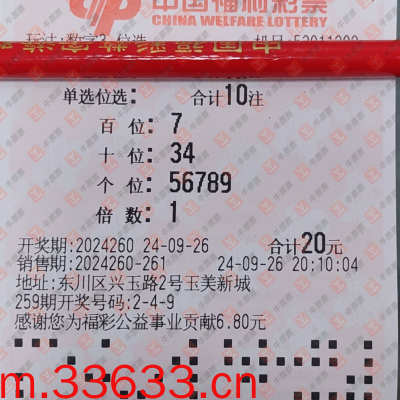 中国福利彩票
CHINA WELFARE LOTTERY
单选位选: 合计10注
百 位: 7
十 位: 34
个 位: 56789
倍 数: 1
开奖期:2024260 24-09-26 合计20元
销售期:2024260-261 24-09-26 20:10:04
地址:东川区兴玉路2号玉美新城
259期开奖号码:2-4-9
感谢您为福彩公益事业贡献6.80元
m.33633.cn